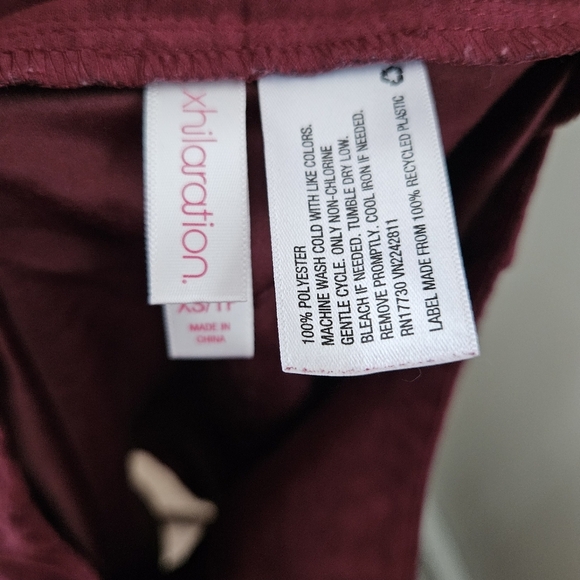 xhilaration.
XS/TP
MADE IN
CHINA
100% POLYESTER
MACHINE WASH COLD WITH LIKE COLORS.
GENTLE CYCLE. ONLY NON-CHLORINE
BLEACH IF NEEDED. TUMBLE DRY LOW.
REMOVE PROMPTLY. COOL IRON IF NEEDED.
RN17730 VN2242811
LABEL MADE FROM 100% RECYCLED PLASTIC